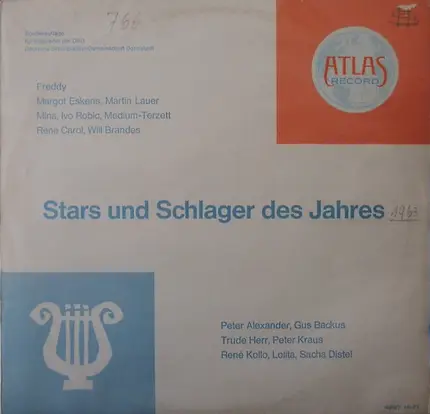 766
Freddy
Margot Eskens, Martin Lauer
Mina, Ivo Robic, Medium-Terzett
René Carol, Will Brandes
ATLAS
RECORD
Stars und Schlager des Jahres 1963
Peter Alexander, Gus Backus
Trude Herr, Peter Kraus
René Kollo, Lolita, Sacha Distel